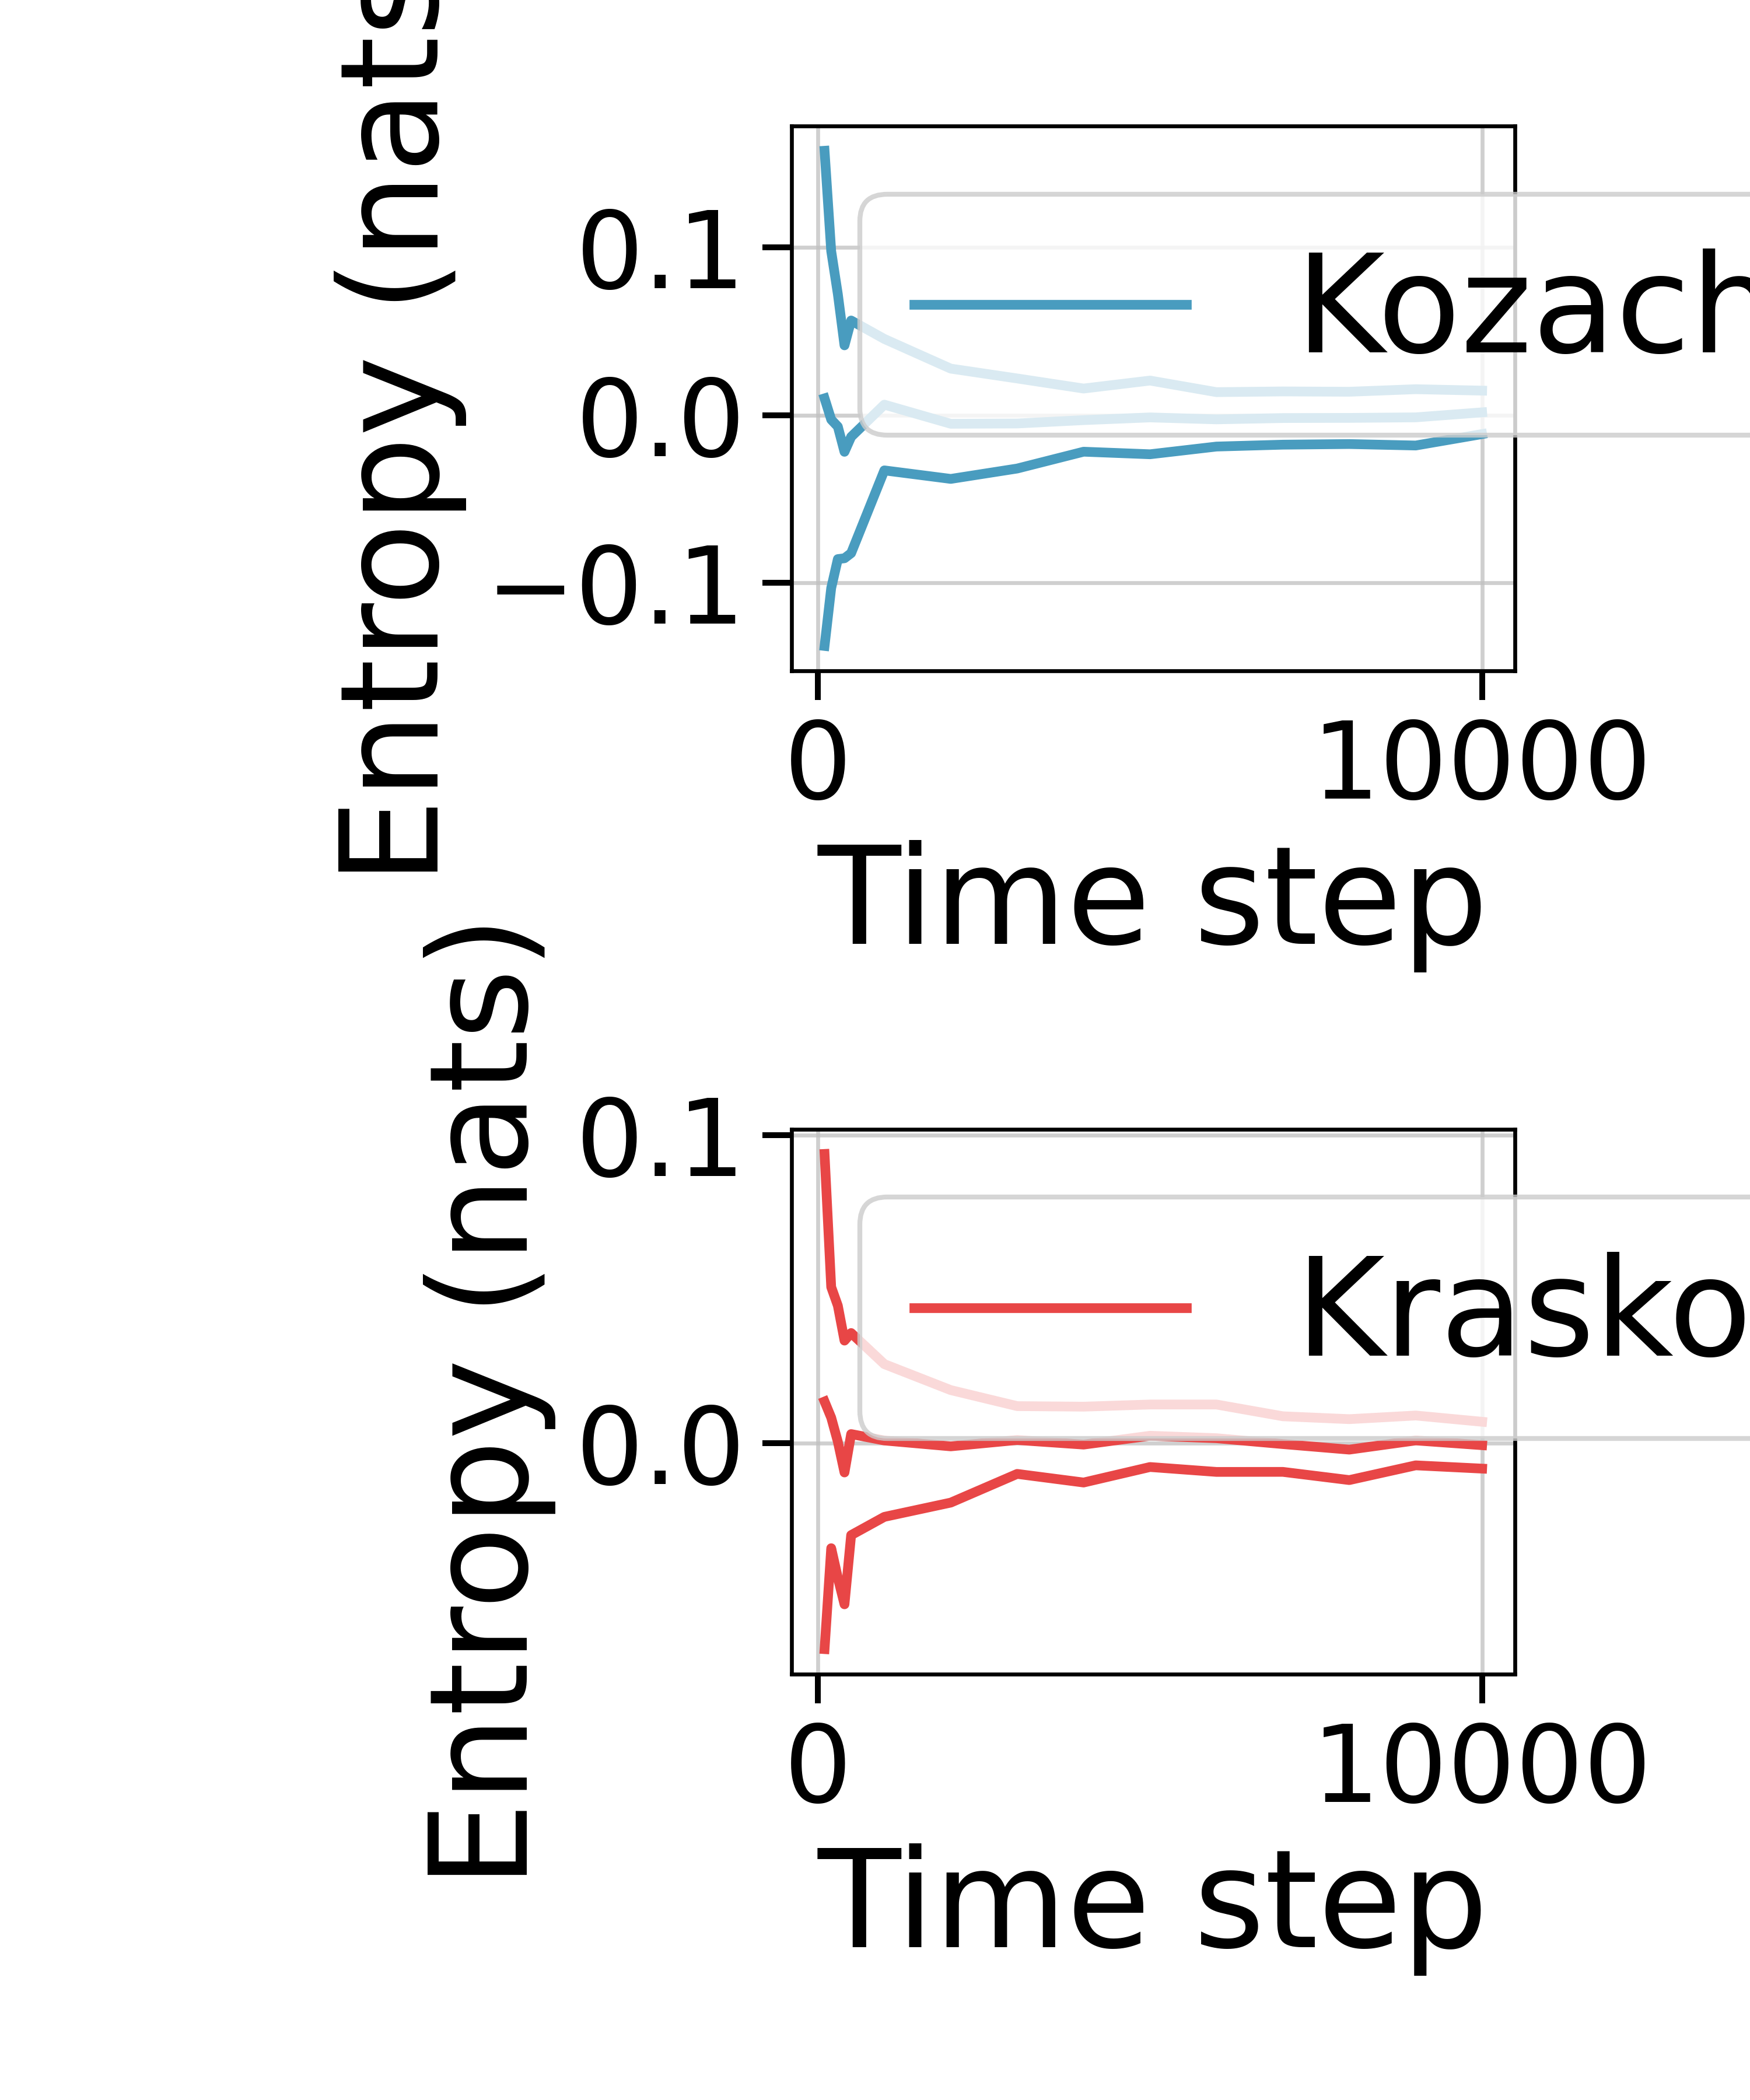 Entropy (nats
0.1
0.0
−0.1
Kozach
0
10000
Time step
Entropy (nats)
0.1
0.0
Krasko
0
10000
Time step